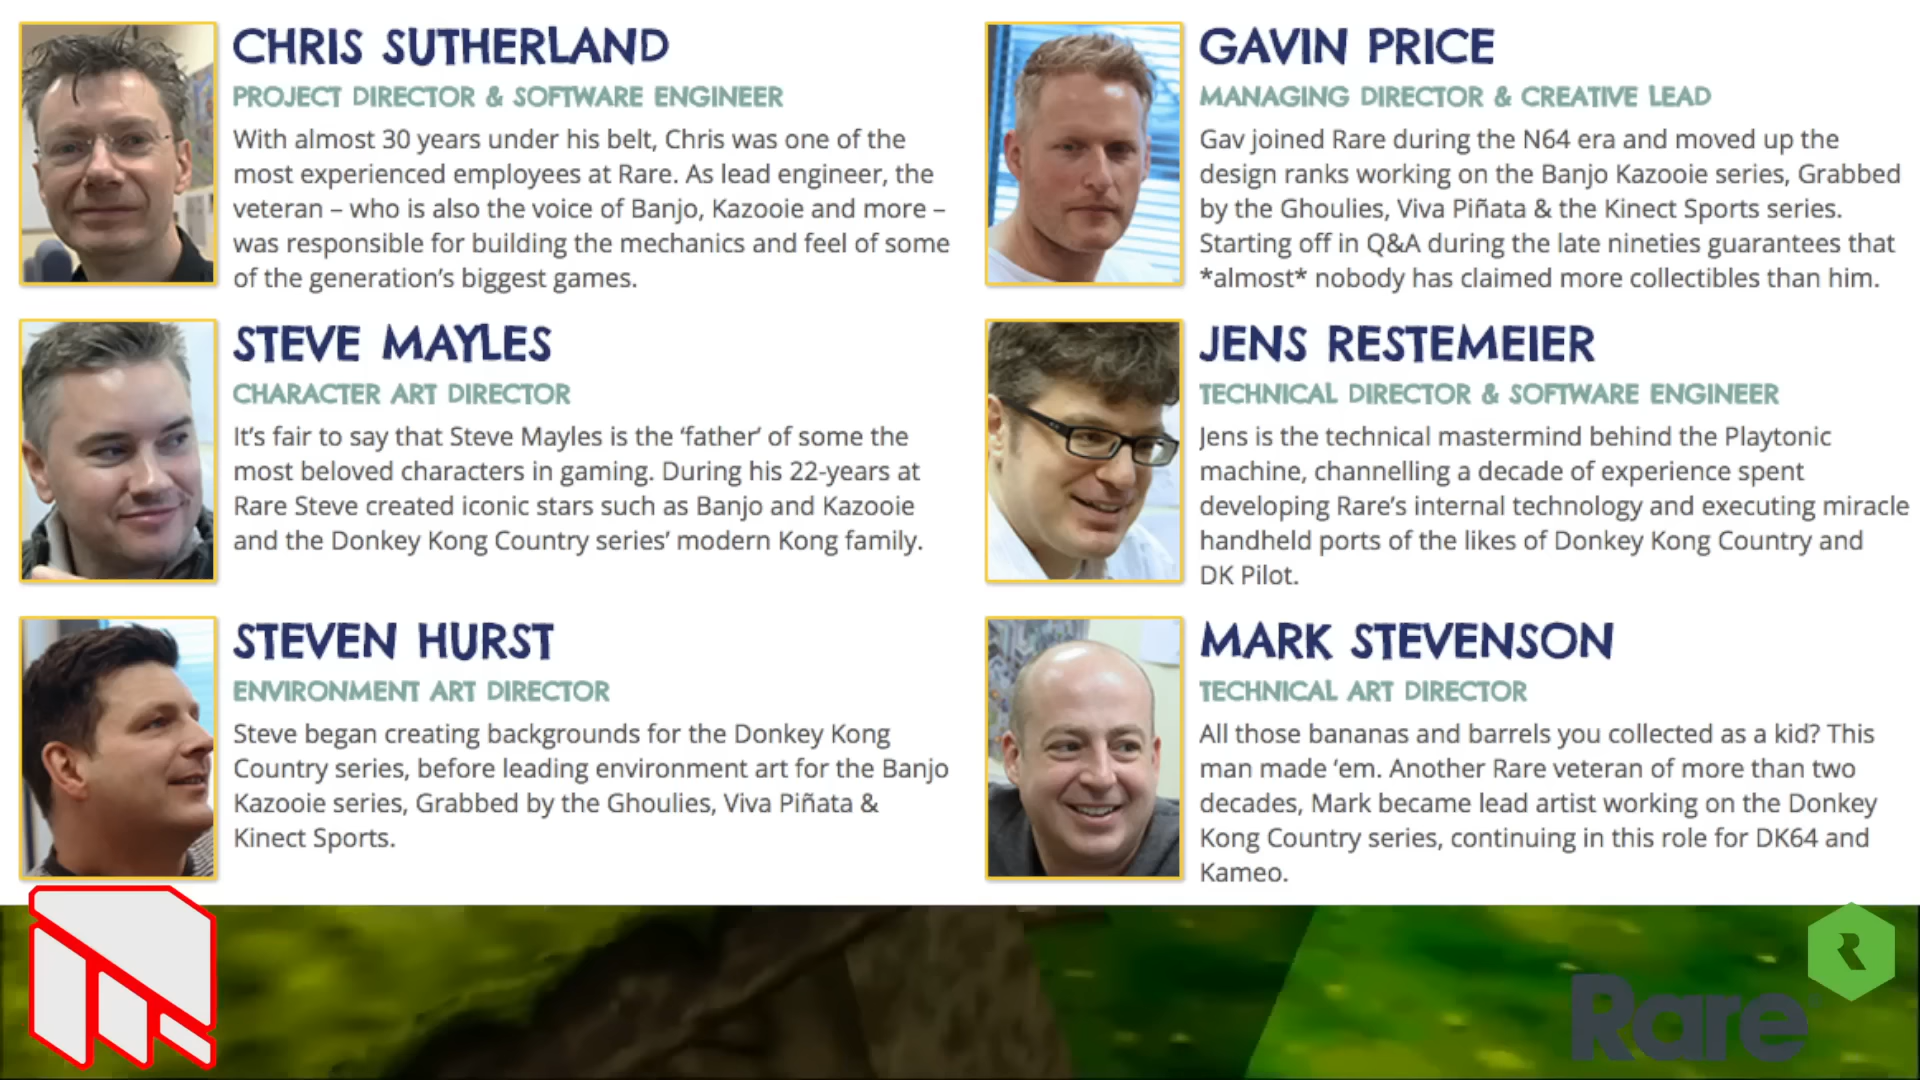 CHRIS SUTHERLAND
PROJECT DIRECTOR & SOFTWARE ENGINEER
With almost 30 years under his belt, Chris was one of the
most experienced employees at Rare. As lead engineer, the
veteran – who is also the voice of Banjo, Kazooie and more –
was responsible for building the mechanics and feel of some
of the generation's biggest games.
GAVIN PRICE
MANAGING DIRECTOR & CREATIVE LEAD
Gav joined Rare during the N64 era and moved up the
design ranks working on the Banjo Kazooie series, Grabbed
by the Ghoulies, Viva Piñata & the Kinect Sports series.
Starting off in Q&A during the late nineties guarantees that
*almost* nobody has claimed more collectibles than him.
STEVE MAYLES
CHARACTER ART DIRECTOR
It's fair to say that Steve Mayles is the 'father' of some the
most beloved characters in gaming. During his 22-years at
Rare Steve created iconic stars such as Banjo and Kazooie
and the Donkey Kong Country series' modern Kong family.
JENS RESTEMEIER
TECHNICAL DIRECTOR & SOFTWARE ENGINEER
Jens is the technical mastermind behind the Playtonic
machine, channelling a decade of experience spent
developing Rare's internal technology and executing miracle
handheld ports of the likes of Donkey Kong Country and
DK Pilot.
STEVEN HURST
ENVIRONMENT ART DIRECTOR
Steve began creating backgrounds for the Donkey Kong
Country series, before leading environment art for the Banjo
Kazooie series, Grabbed by the Ghoulies, Viva Piñata &
Kinect Sports.
MARK STEVENSON
TECHNICAL ART DIRECTOR
All those bananas and barrels you collected as a kid? This
man made 'em. Another Rare veteran of more than two
decades, Mark became lead artist working on the Donkey
Kong Country series, continuing in this role for DK64 and
Kameo.
R
Rare